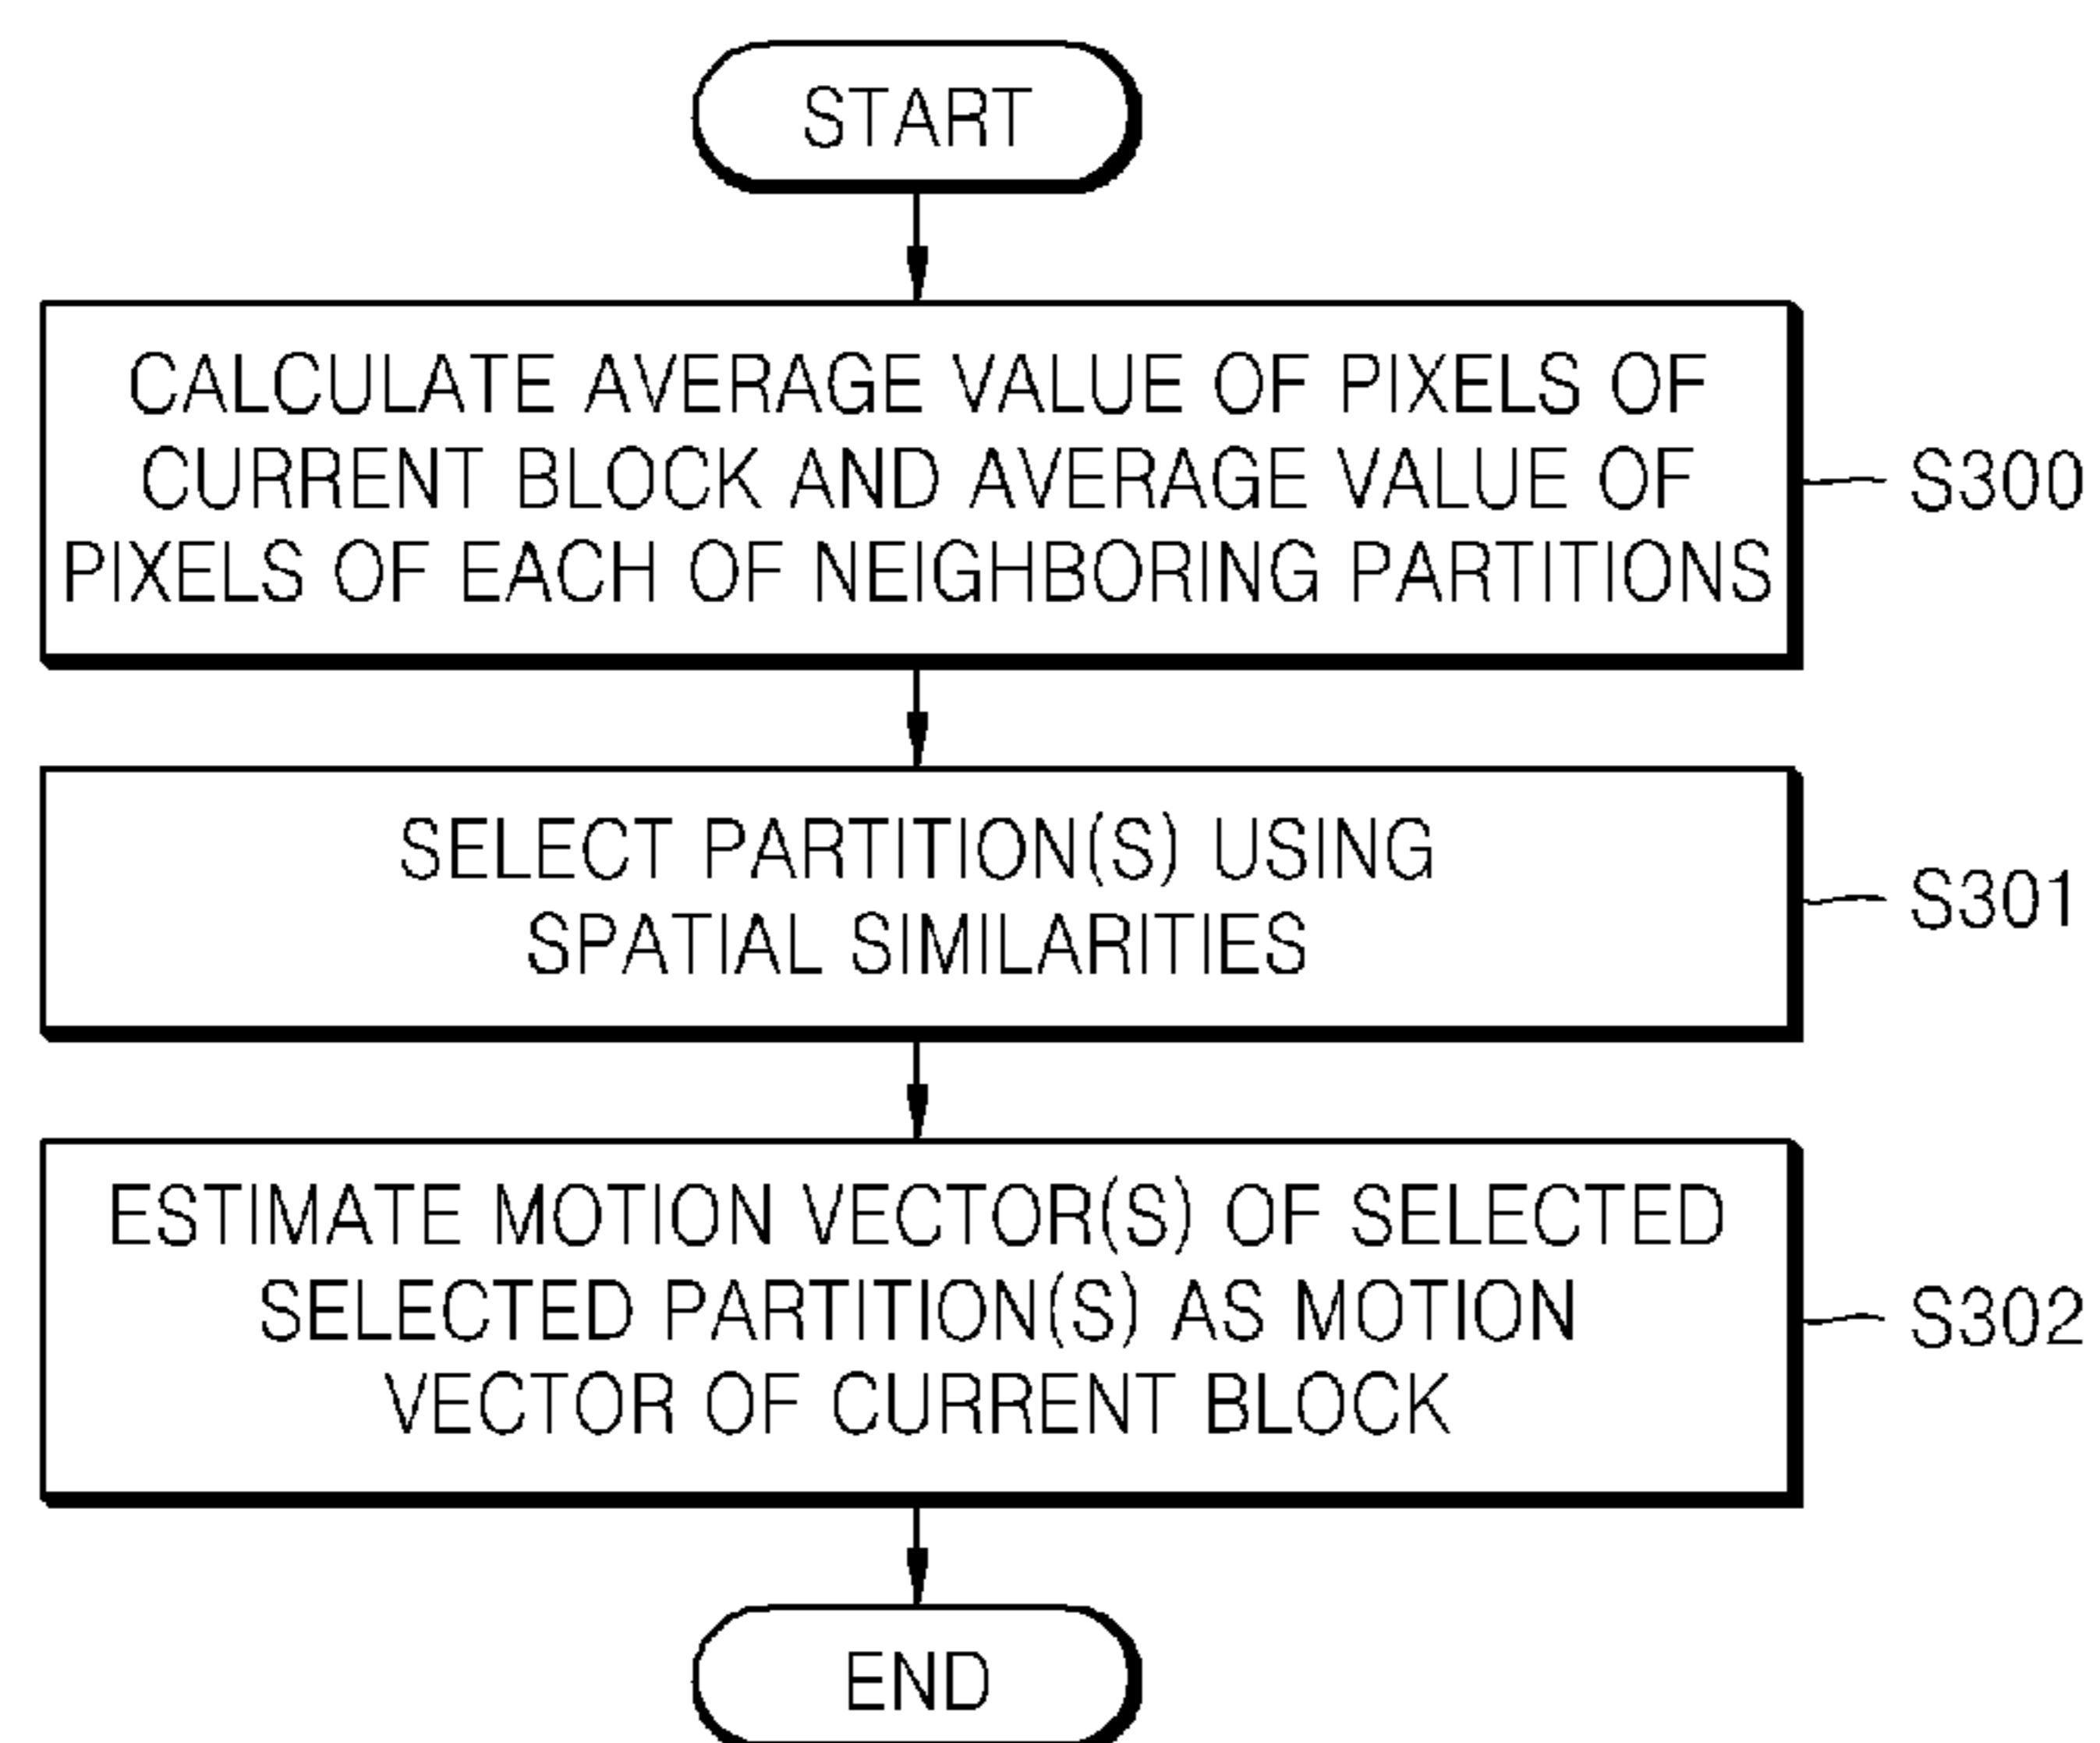 START
CALCULATE AVERAGE VALUE OF PIXELS OF
CURRENT BLOCK AND AVERAGE VALUE OF
PIXELS OF EACH OF NEIGHBORING PARTITIONS
S300
SELECT PARTITION(S) USING
SPATIAL SIMILARITIES
S301
ESTIMATE MOTION VECTOR(S) OF SELECTED
SELECTED PARTITION(S) AS MOTION
VECTOR OF CURRENT BLOCK
S302
END